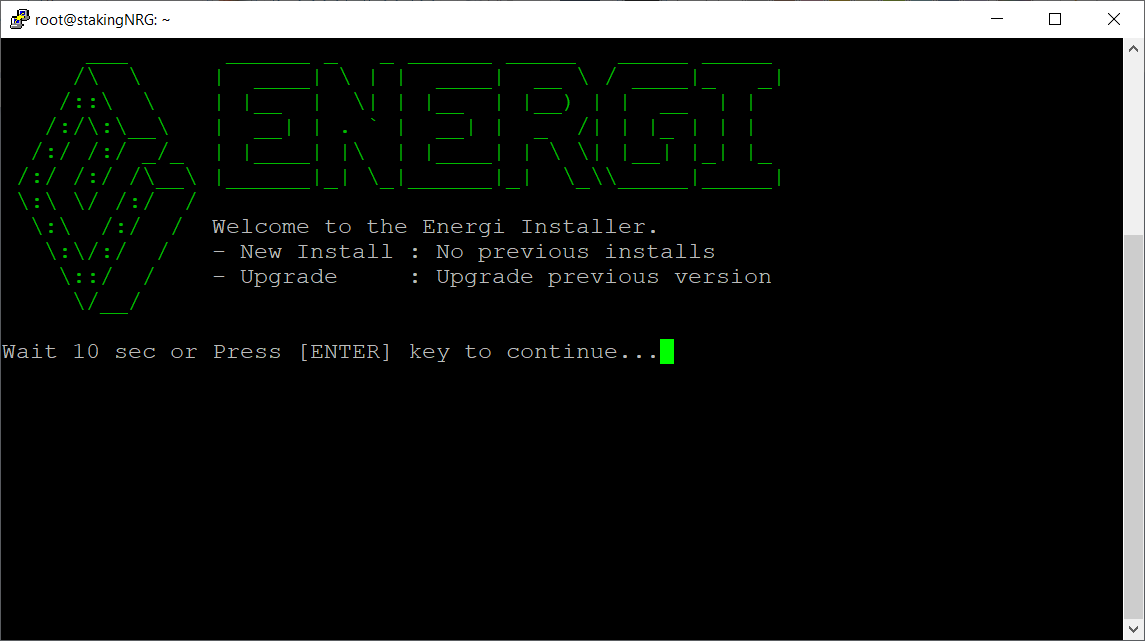 root@stakingNRG: ~
ENERGI
Welcome to the Energi Installer.
- New Install : No previous installs
- Upgrade     : Upgrade previous version
Wait 10 sec or Press [ENTER] key to continue...